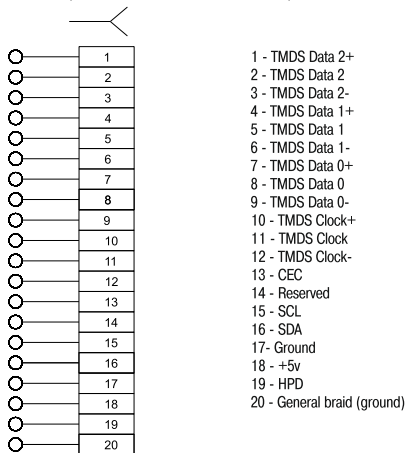 1
2
3
4
5
6
7
8
9
10
11
12
13
14
15
16
17
18
19
20
1 - TMDS Data 2+
2 - TMDS Data 2
3 - TMDS Data 2-
4 - TMDS Data 1+
5 - TMDS Data 1
6 - TMDS Data 1-
7 - TMDS Data 0+
8 - TMDS Data 0
9 - TMDS Data 0-
10 - TMDS Clock+
11 - TMDS Clock
12 - TMDS Clock-
13 - CEC
14 - Reserved
15 - SCL
16 - SDA
17- Ground
18 - +5v
19 - HPD
20 - General braid (ground)